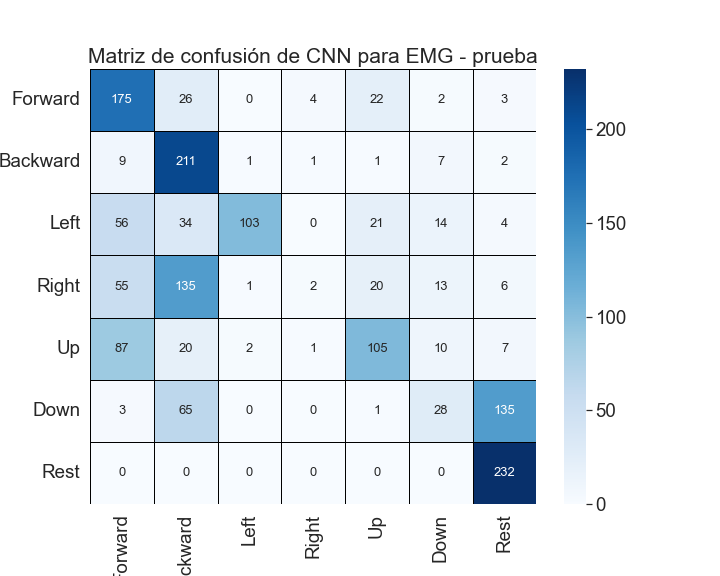 Matriz de confusión de CNN para EMG - prueba
Forward 175 26 0 4 22 2 3
Backward 9 211 1 1 1 7 2
Left 56 34 103 0 21 14 4
Right 55 135 1 2 20 13 6
Up 87 20 2 1 105 10 7
Down 3 65 0 0 1 28 135
Rest 0 0 0 0 0 0 232
Forward ckward Left Right Up Down Rest
200
150
100
50
0